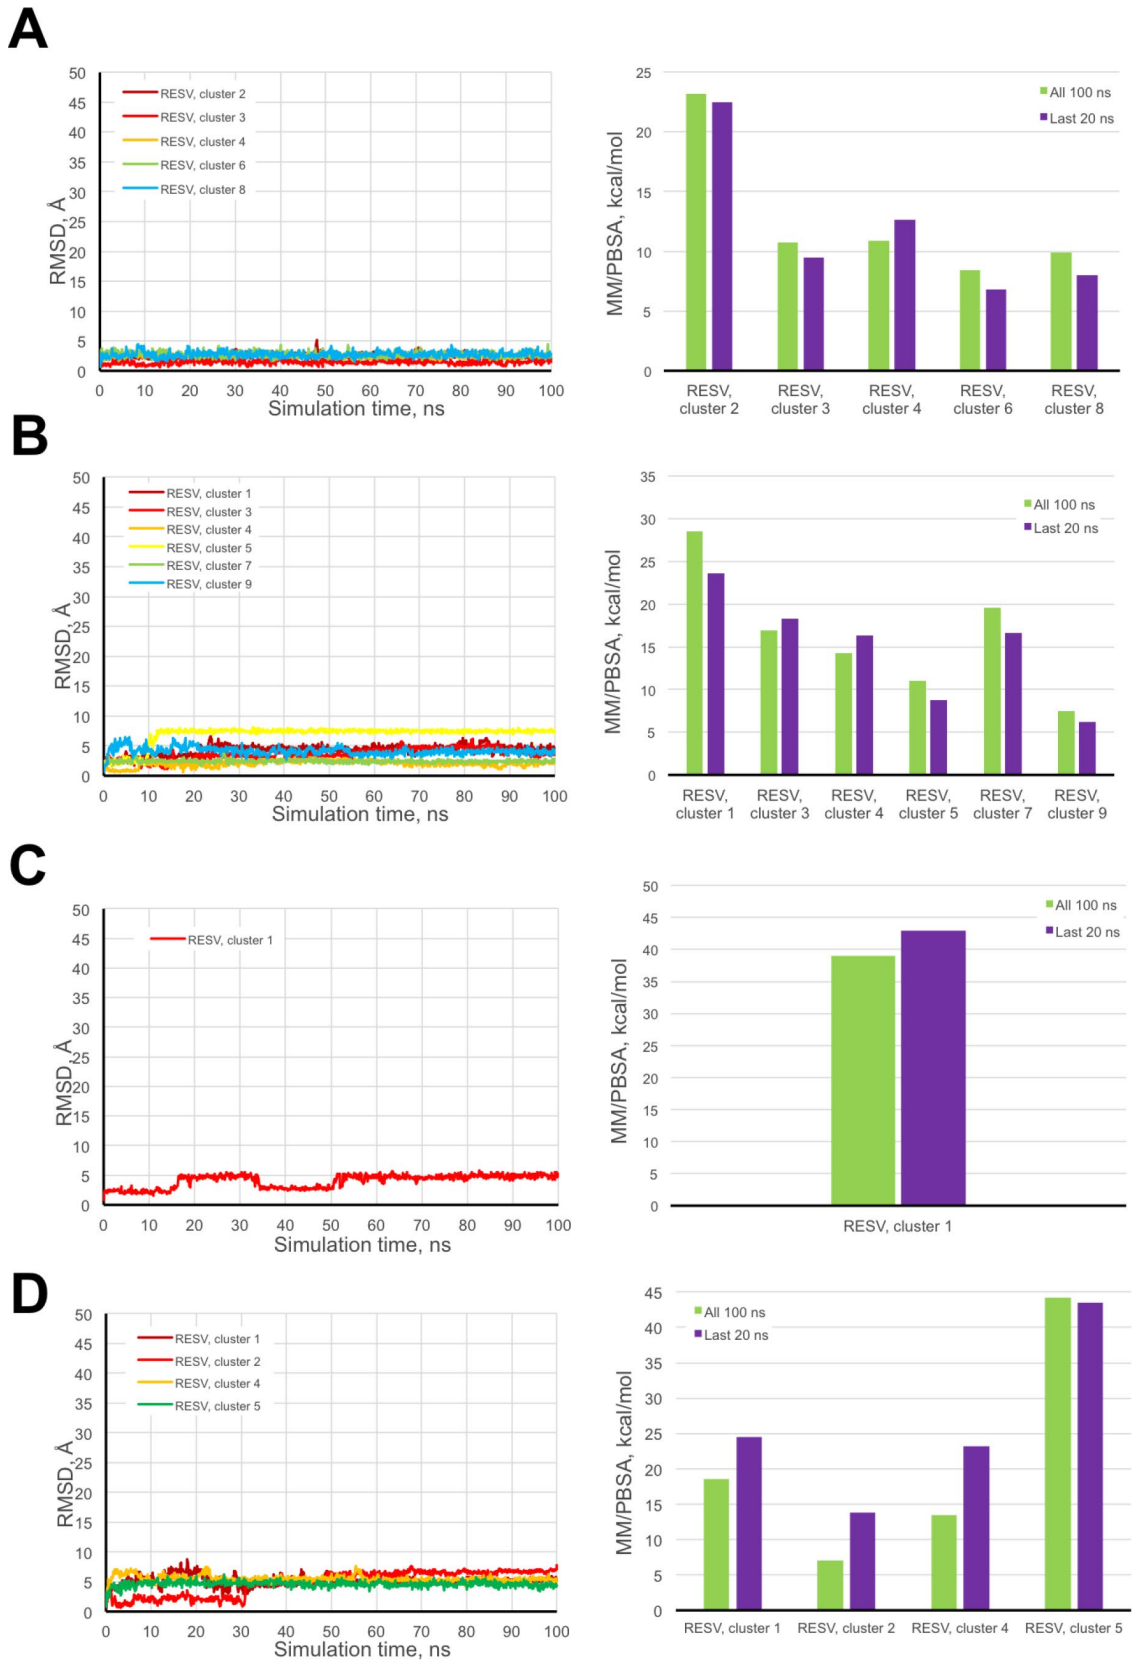 A
50
45
40
35
30
25
20
15
10
5
0
RMSD, Å
RESV, cluster 2
RESV, cluster 3
RESV, cluster 4
RESV, cluster 6
RESV, cluster 8
0 10 20 30 40 50 60 70 80 90 100
Simulation time, ns
25
20
15
10
5
0
MM/PBSA, kcal/mol
All 100 ns
Last 20 ns
RESV, RESV, RESV, RESV, RESV,
cluster 2 cluster 3 cluster 4 cluster 6 cluster 8
B
50
45
40
35
30
25
20
15
10
5
0
RMSD, Å
RESV, cluster 1
RESV, cluster 3
RESV, cluster 4
RESV, cluster 5
RESV, cluster 7
RESV, cluster 9
0 10 20 30 40 50 60 70 80 90 100
Simulation time, ns
35
30
25
20
15
10
5
0
MM/PBSA, kcal/mol
All 100 ns
Last 20 ns
RESV, RESV, RESV, RESV, RESV, RESV,
cluster 1 cluster 3 cluster 4 cluster 5 cluster 7 cluster 9
C
50
45
40
35
30
25
20
15
10
5
0
RMSD, Å
RESV, cluster 1
0 10 20 30 40 50 60 70 80 90 100
Simulation time, ns
50
45
40
35
30
25
20
15
10
5
0
MM/PBSA, kcal/mol
All 100 ns
Last 20 ns
RESV, cluster 1
D
50
45
40
35
30
25
20
15
10
5
0
RMSD, Å
RESV, cluster 1
RESV, cluster 2
RESV, cluster 4
RESV, cluster 5
0 10 20 30 40 50 60 70 80 90 100
Simulation time, ns
45
40
35
30
25
20
15
10
5
0
MM/PBSA, kcal/mol
All 100 ns
Last 20 ns
RESV, cluster 1 RESV, cluster 2 RESV, cluster 4 RESV, cluster 5